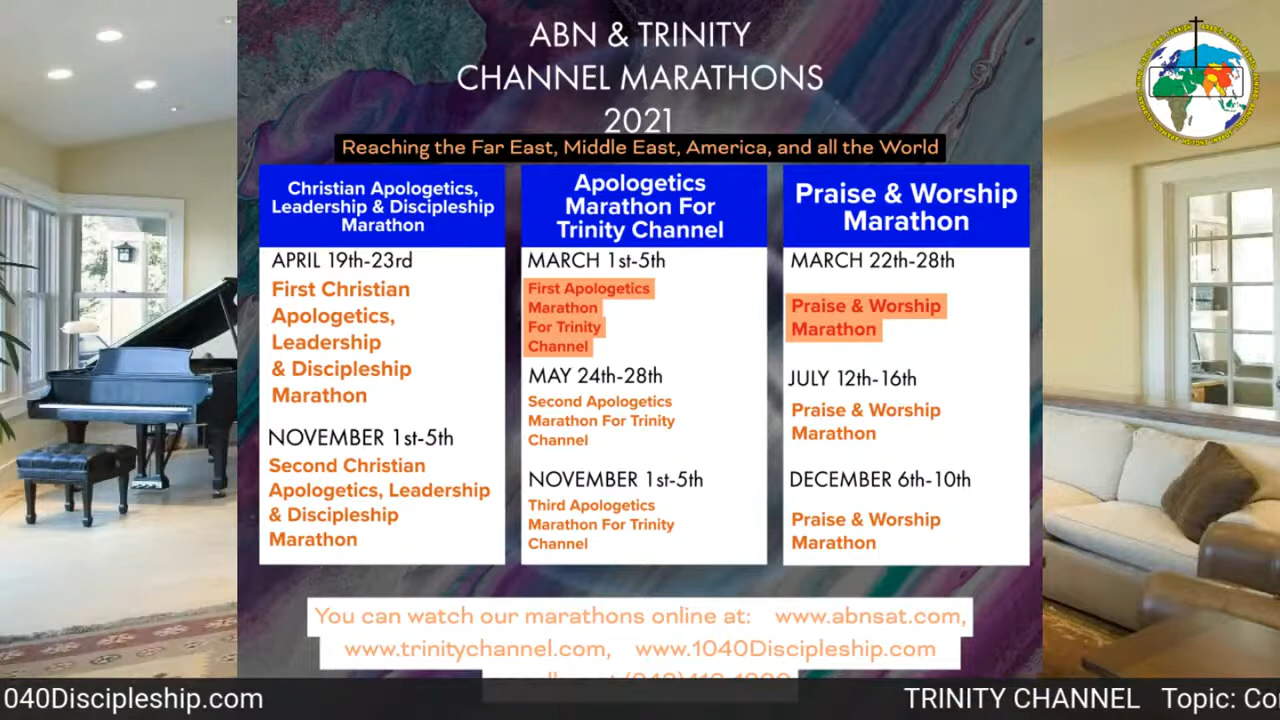 ABN & TRINITY
CHANNEL MARATHONS
2021
Reaching the Far East, Middle East, America, and all the World
Christian Apologetics,
Leadership & Discipleship
Marathon
APRIL 19th-23rd
First Christian
Apologetics,
Leadership
& Discipleship
Marathon
NOVEMBER 1st-5th
Second Christian
Apologetics, Leadership
& Discipleship
Marathon
Apologetics
Marathon For
Trinity Channel
MARCH 1st-5th
First Apologetics
Marathon
For Trinity
Channel
MAY 24th-28th
Second Apologetics
Marathon For Trinity
Channel
NOVEMBER 1st-5th
Third Apologetics
Marathon For Trinity
Channel
Praise & Worship
Marathon
MARCH 22th-28th
Praise & Worship
Marathon
JULY 12th-16th
Praise & Worship
Marathon
DECEMBER 6th-10th
Praise & Worship
Marathon
You can watch our marathons online at: www.abnsat.com,
www.trinitychannel.com, www.1040Discipleship.com
040Discipleship.com TRINITY CHANNEL Topic: Co